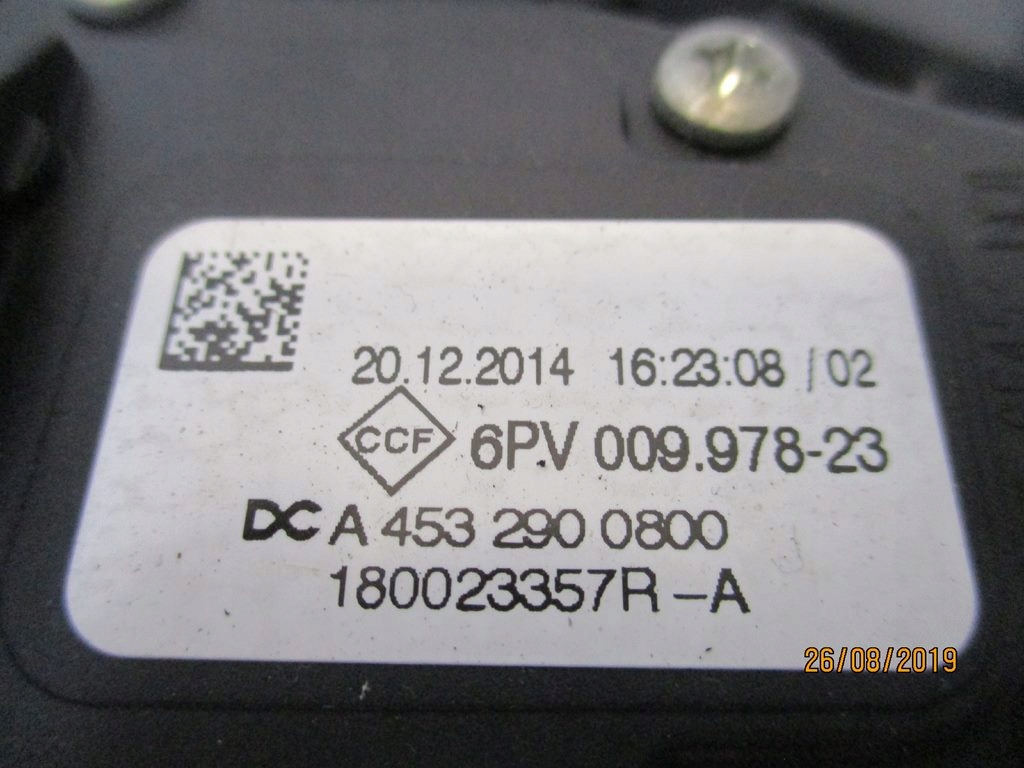 20.12.2014 16:23:08 /02
CCF 6PV 009.978-23
DC A 453 290 0800
180023357R -A
26/08/2019